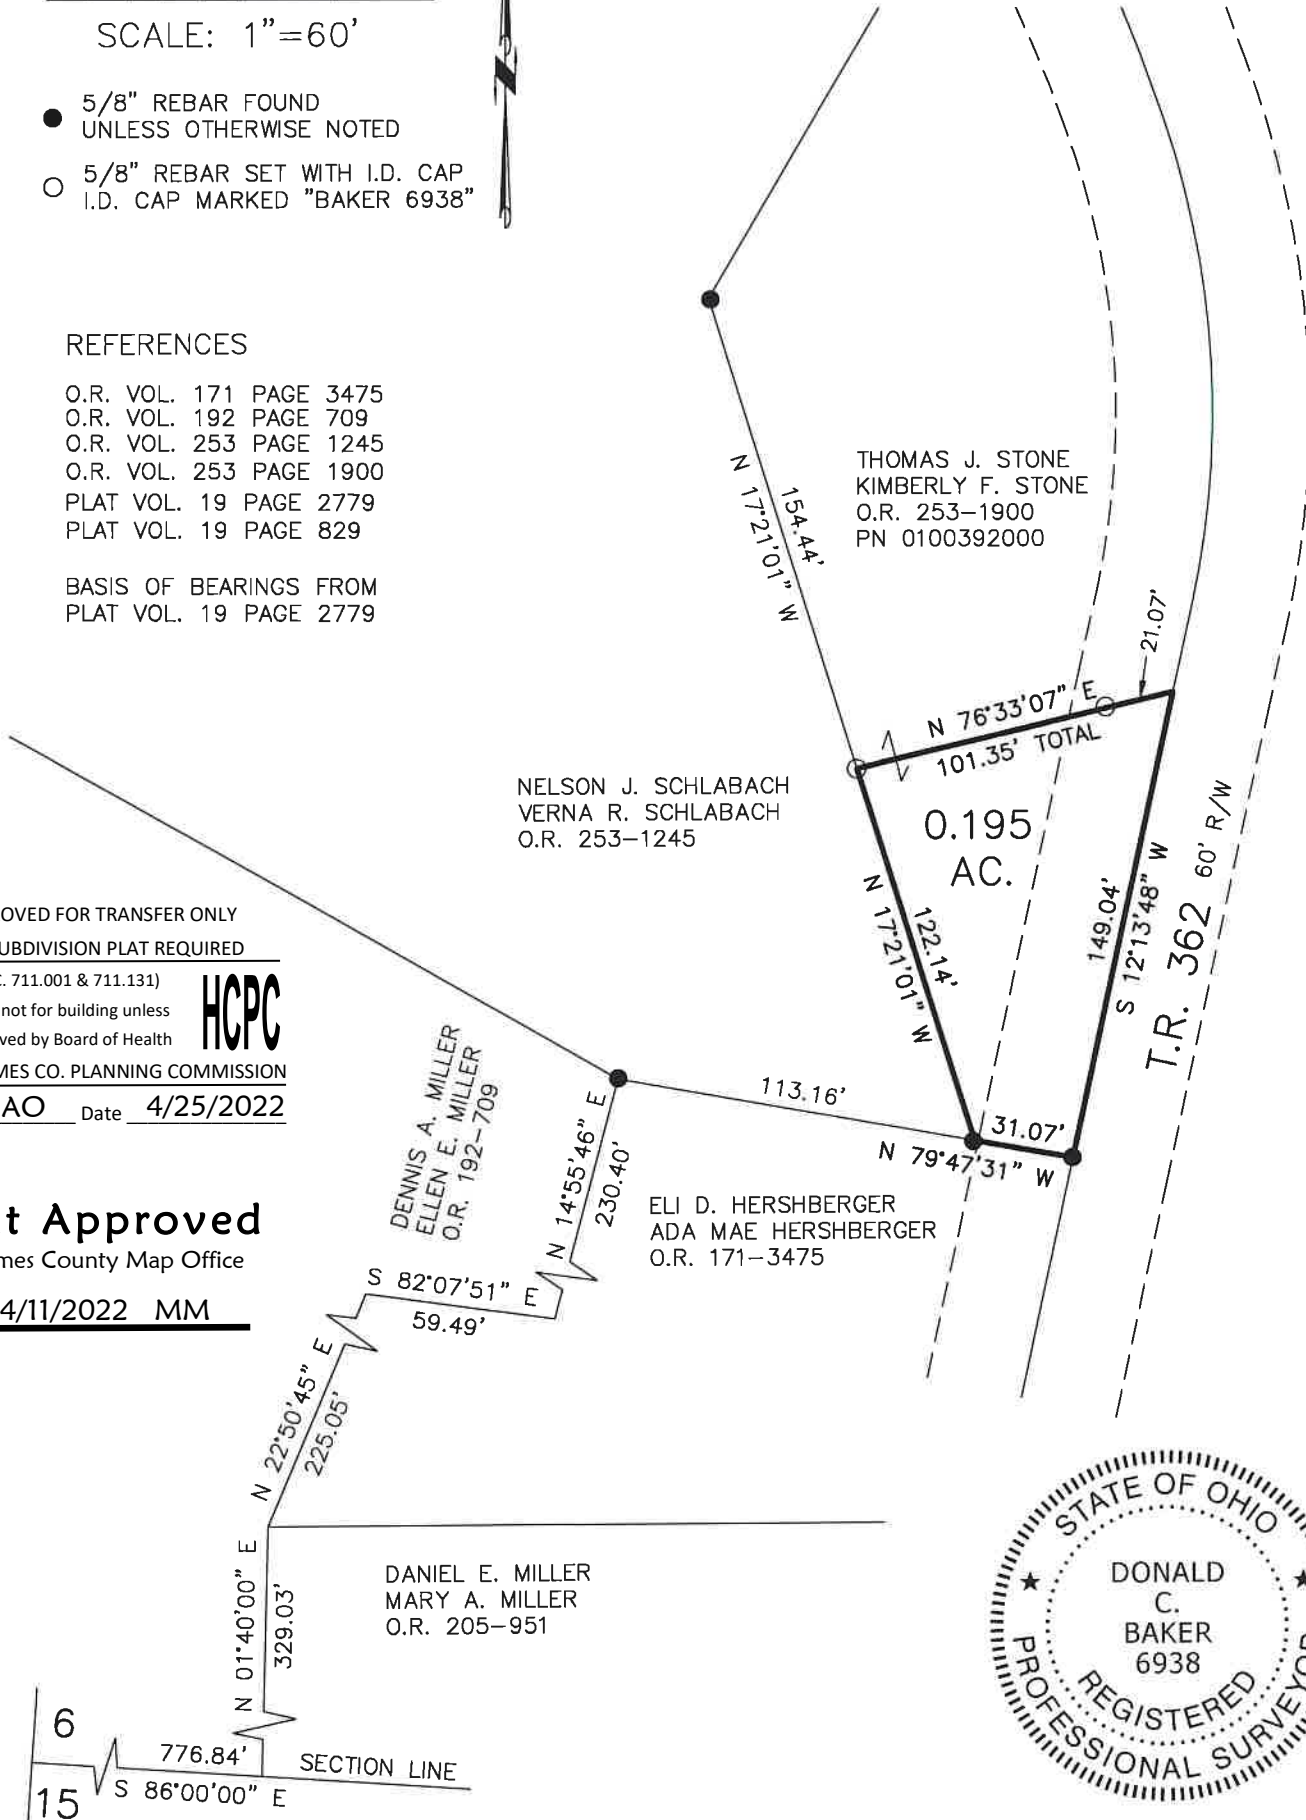 SCALE: 1"=60'
N
5/8" REBAR FOUND
UNLESS OTHERWISE NOTED
5/8" REBAR SET WITH I.D. CAP
I.D. CAP MARKED "BAKER 6938"
REFERENCES
O.R. VOL. 171 PAGE 3475
O.R. VOL. 192 PAGE 709
O.R. VOL. 253 PAGE 1245
O.R. VOL. 253 PAGE 1900
PLAT VOL. 19 PAGE 2779
PLAT VOL. 19 PAGE 829
BASIS OF BEARINGS FROM
PLAT VOL. 19 PAGE 2779
THOMAS J. STONE
KIMBERLY F. STONE
O.R. 253-1900
PN 0100392000
154.44'
N 17°21'01" W
21.07'
N 76°33'07" E
101.35' TOTAL
NELSON J. SCHLABACH
VERNA R. SCHLABACH
O.R. 253-1245
0.195
AC.
122.14'
N 17°21'01" W
149.04'
S 12°13'48" W
T.R. 362 60' R/W
OVED FOR TRANSFER ONLY
UBDIVISION PLAT REQUIRED
. 711.001 & 711.131)
not for building unless
ved by Board of Health
HCPC
MES CO. PLANNING COMMISSION
AO Date 4/25/2022
t Approved
mes County Map Office
4/11/2022 MM
DENNIS A. MILLER
ELLEN E. MILLER
O.R. 192-709
113.16'
31.07'
N 79°47'31" W
N 14°55'46" E
230.40'
ELI D. HERSHBERGER
ADA MAE HERSHBERGER
O.R. 171-3475
S 82°07'51" E
59.49'
N 22°50'45" E
225.05'
N 01°40'00" E
329.03'
DANIEL E. MILLER
MARY A. MILLER
O.R. 205-951
6
15
776.84'
SECTION LINE
S 86°00'00" E
STATE OF OHIO
DONALD
C.
BAKER
6938
REGISTERED
PROFESSIONAL SURVEYOR